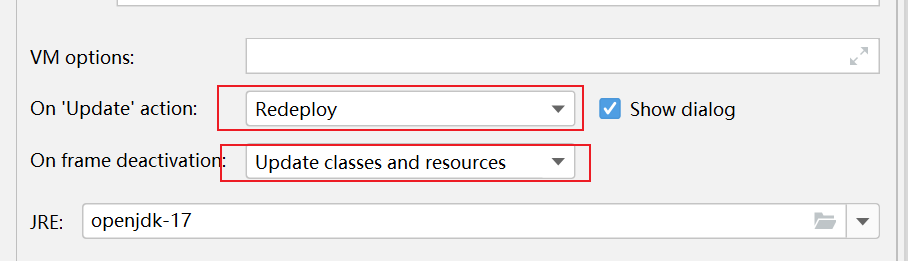 VM options:
On 'Update' action: Redeploy Show dialog
On frame deactivation: Update classes and resources
JRE: openjdk-17